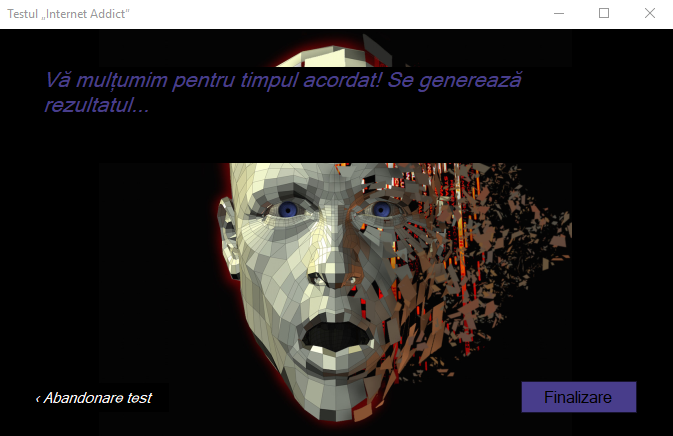 Testul „Internet Addict”
Vă mulțumim pentru timpul acordat! Se generează
rezultatul...
‹ Abandonare test
Finalizare